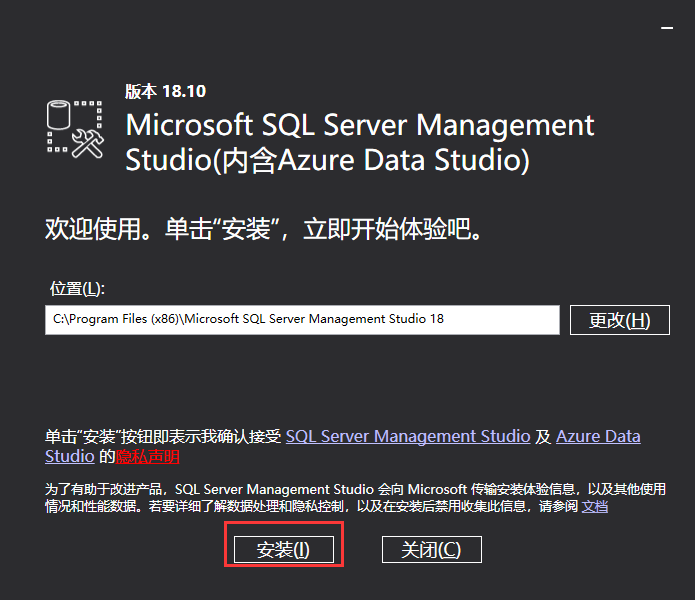 版本 18.10
Microsoft SQL Server Management
Studio(内含Azure Data Studio)
欢迎使用。单击“安装”，立即开始体验吧。
位置(L):
C:\Program Files (x86)\Microsoft SQL Server Management Studio 18
更改(H)
单击“安装”按钮即表示我确认接受 SQL Server Management Studio 及 Azure Data
Studio 的隐私声明
为了有助于改进产品，SQL Server Management Studio 会向 Microsoft 传输安装体验信息，以及其他使用
情况和性能数据。若要详细了解数据处理和隐私控制，以及在安装后禁用收集此信息，请参阅 文档
安装(I)
关闭(C)